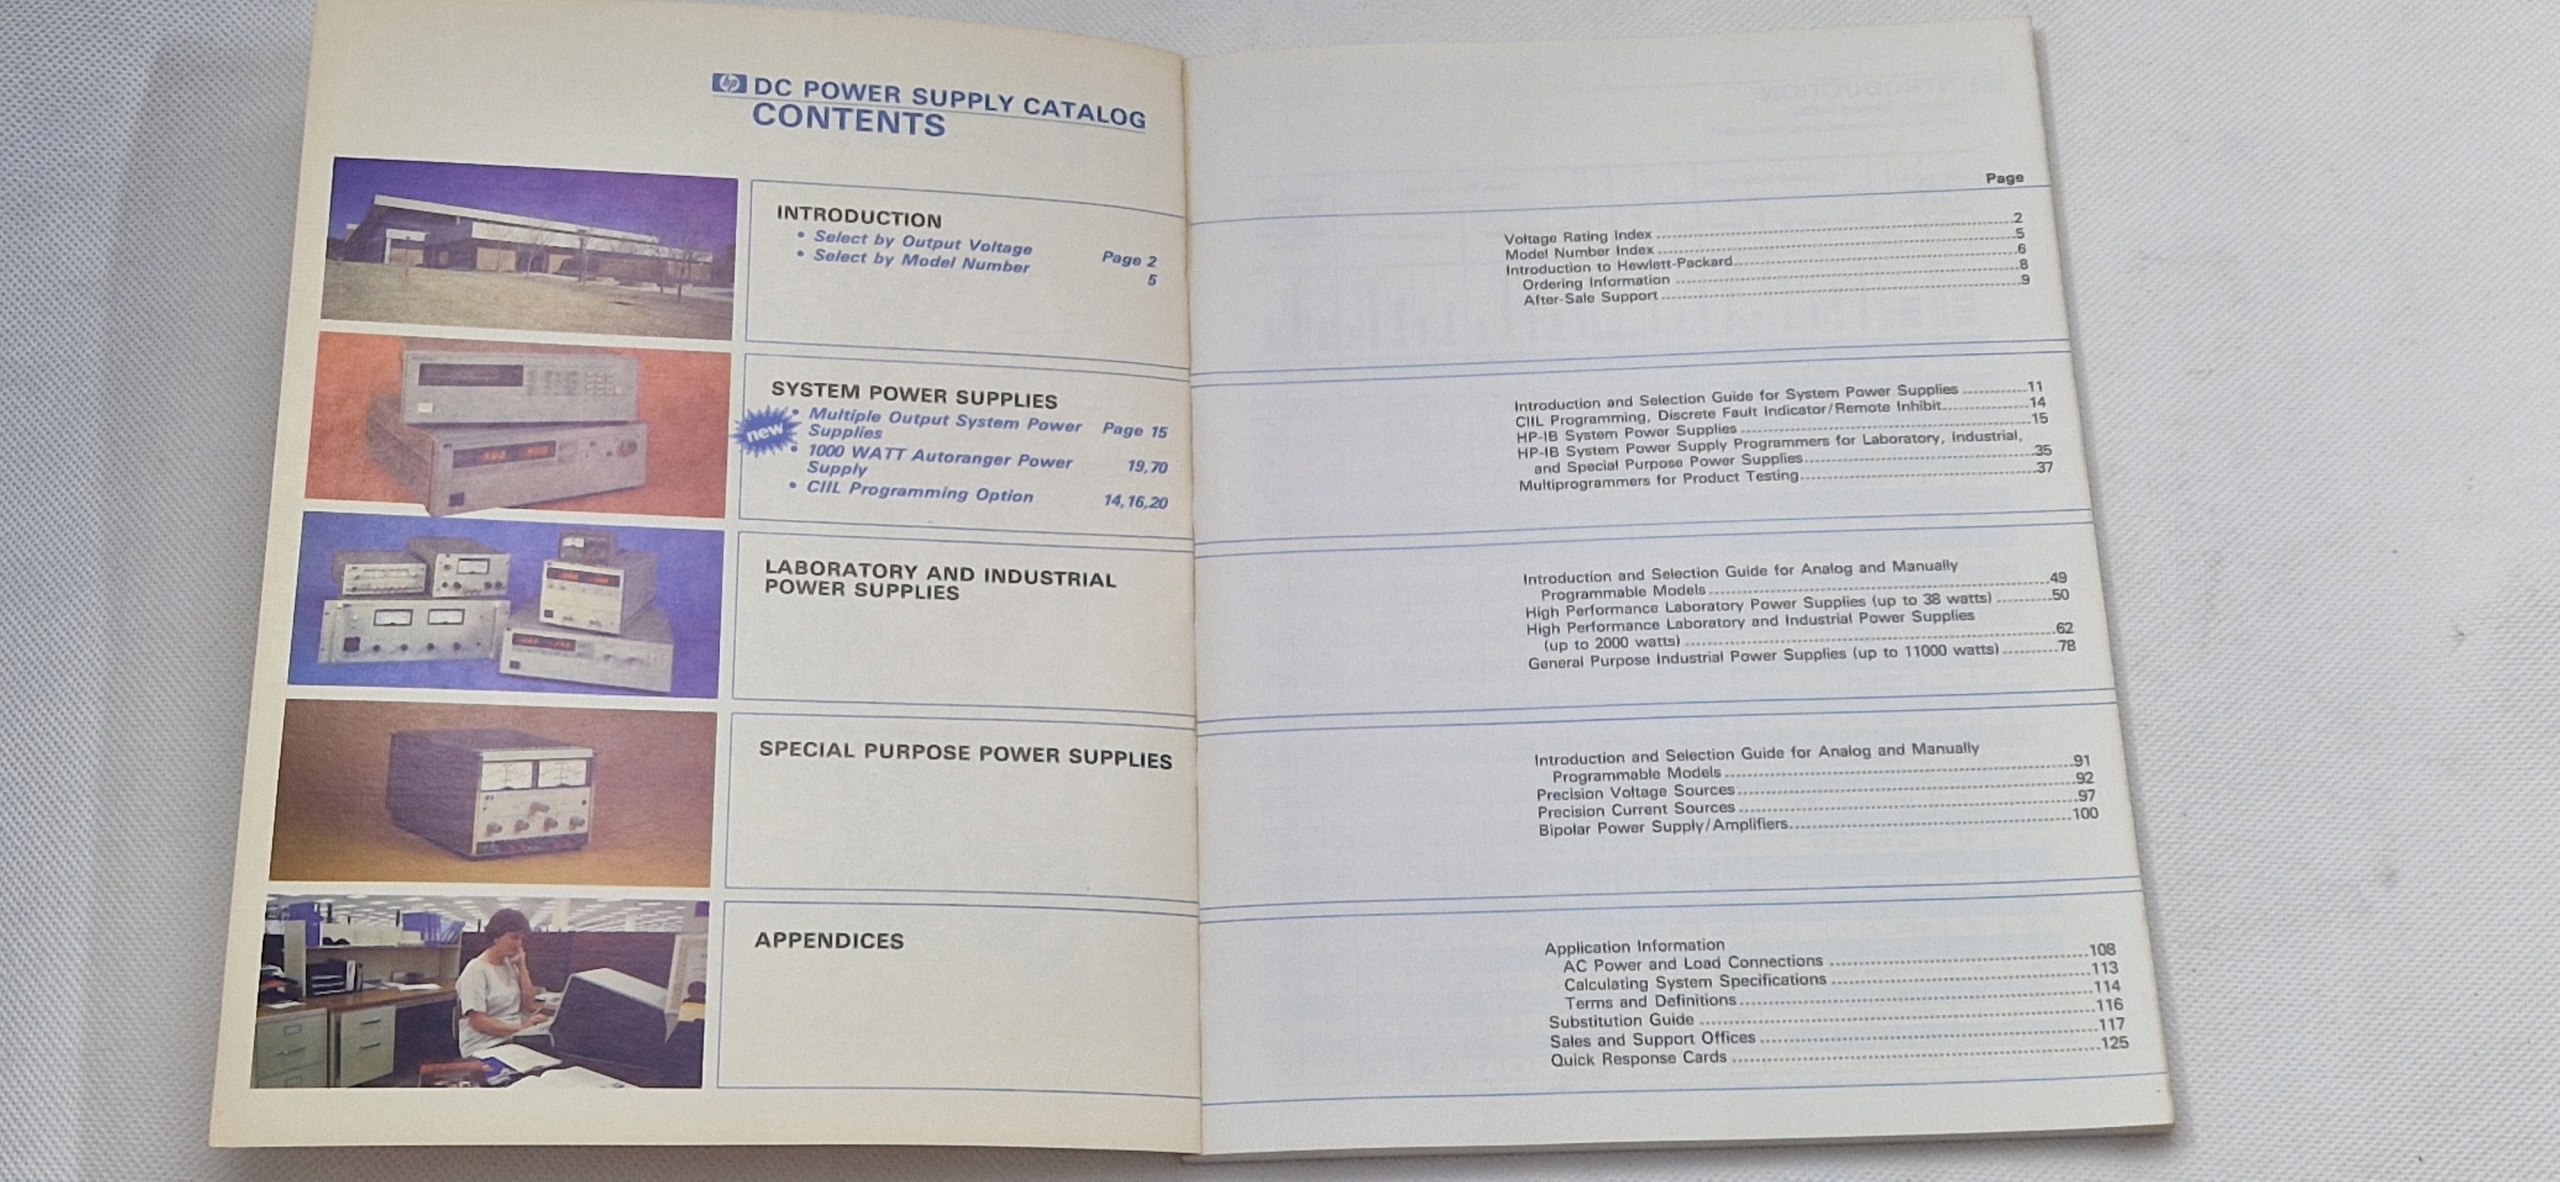 hp DC POWER SUPPLY CATALOG
CONTENTS
INTRODUCTION
• Select by Output Voltage Page 2
• Select by Model Number 5
SYSTEM POWER SUPPLIES
new
• Multiple Output System Power Page 15
Supplies
• 1000 WATT Autoranger Power 19,70
Supply
• CIIL Programming Option 14,16,20
LABORATORY AND INDUSTRIAL
POWER SUPPLIES
SPECIAL PURPOSE POWER SUPPLIES
APPENDICES
Page
Voltage Rating Index 2
Model Number Index 5
Introduction to Hewlett-Packard 6
Ordering Information 8
After-Sale Support 9
Introduction and Selection Guide for System Power Supplies 11
CIIL Programming, Discrete Fault Indicator/Remote Inhibit 14
HP-IB System Power Supplies 15
HP-IB System Power Supply Programmers for Laboratory, Industrial,
and Special Purpose Power Supplies 35
Multiprogrammers for Product Testing 37
Introduction and Selection Guide for Analog and Manually
Programmable Models 49
High Performance Laboratory Power Supplies (up to 38 watts) 50
High Performance Laboratory and Industrial Power Supplies
(up to 2000 watts) 62
General Purpose Industrial Power Supplies (up to 11000 watts) 78
Introduction and Selection Guide for Analog and Manually
Programmable Models 91
Precision Voltage Sources 92
Precision Current Sources 97
Bipolar Power Supply/Amplifiers 100
Application Information
AC Power and Load Connections 108
Calculating System Specifications 113
Terms and Definitions 114
Substitution Guide 116
Sales and Support Offices 117
Quick Response Cards 125